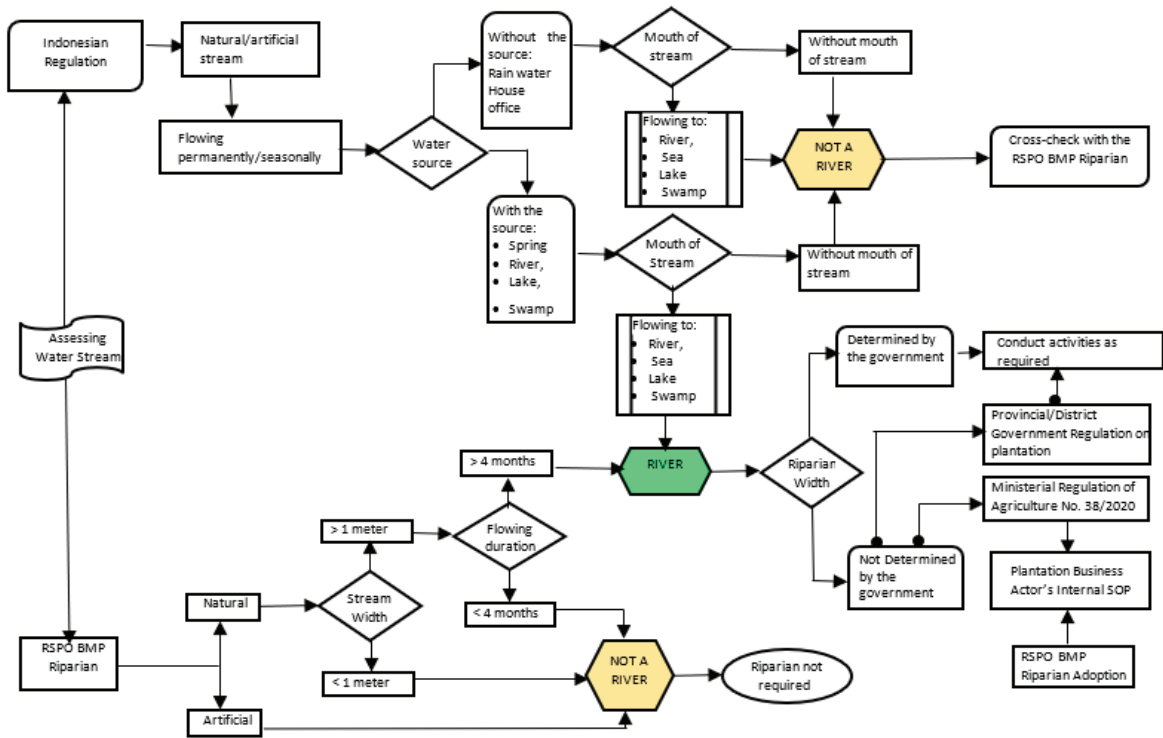 Indonesian
Regulation
Natural/artificial
stream
Flowing
permanently/seasonally
Water
source
Without the
source:
Rain water
House
office
Mouth of
stream
Without mouth
of stream
Flowing to:
• River,
• Sea
• Lake
• Swamp
NOT A
RIVER
Cross-check with the
RSPO BMP Riparian
With the
source:
• Spring
• River,
• Lake,
• Swamp
Mouth of
Stream
Without mouth of
stream
Flowing to:
• River,
• Sea
• Lake
• Swamp
Assessing
Water Stream
Determined by
the government
Conduct activities as
required
Provincial/District
Government Regulation on
plantation
> 4 months
RIVER
Riparian
Width
Ministerial Regulation of
Agriculture No. 38/2020
> 1 meter
Flowing
duration
Not Determined
by the
government
Plantation Business
Actor's Internal SOP
Natural
Stream
Width
< 4 months
RSPO BMP
Riparian
NOT A
RIVER
Riparian not
required
RSPO BMP
Riparian Adoption
< 1 meter
Artificial